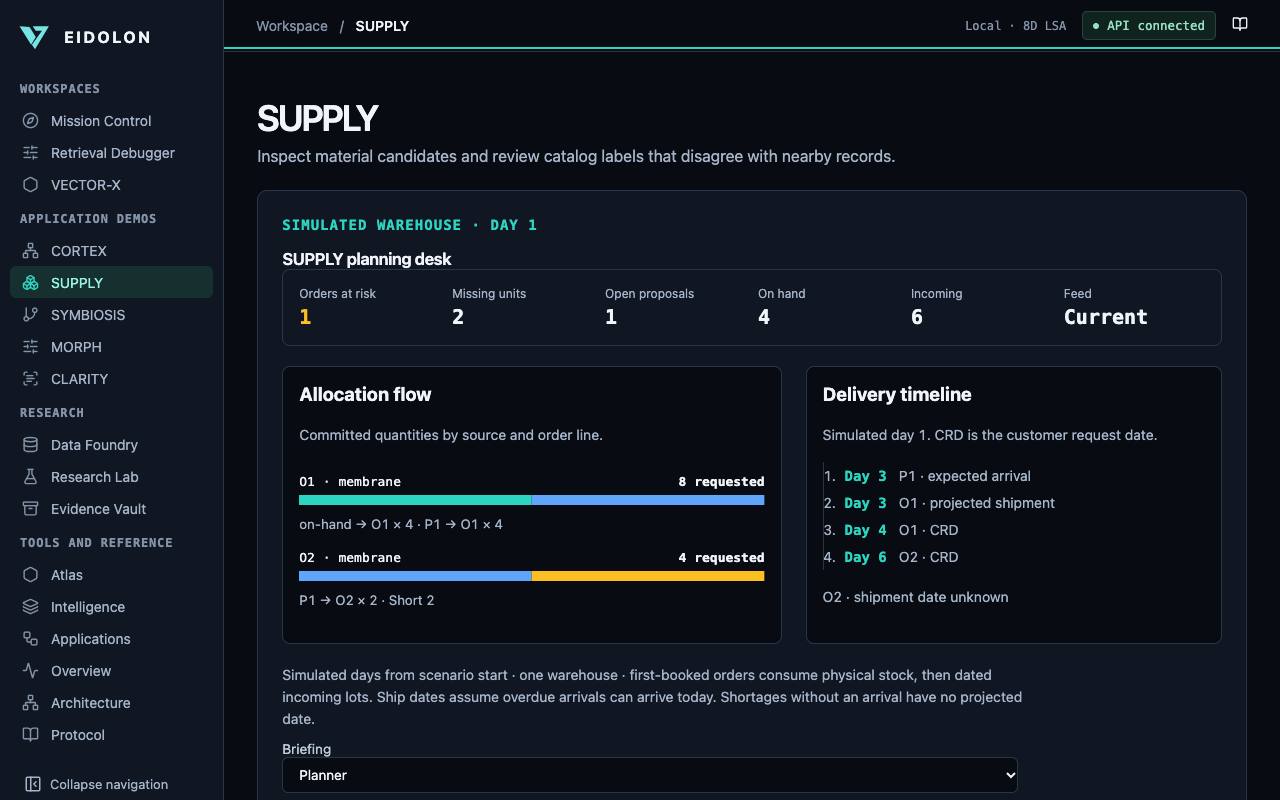 EIDOLON
WORKSPACES
Mission Control
Retrieval Debugger
VECTOR-X
APPLICATION DEMOS
CORTEX
SUPPLY
SYMBIOSIS
MORPH
CLARITY
RESEARCH
Data Foundry
Research Lab
Evidence Vault
TOOLS AND REFERENCE
Atlas
Intelligence
Applications
Overview
Architecture
Protocol
Collapse navigation
Workspace / SUPPLY
Local · 8D LSA
API connected
SUPPLY
Inspect material candidates and review catalog labels that disagree with nearby records.
SIMULATED WAREHOUSE · DAY 1
SUPPLY planning desk
Orders at risk
1
Missing units
2
Open proposals
1
On hand
4
Incoming
6
Feed
Current
Allocation flow
Committed quantities by source and order line.
O1 · membrane 8 requested
on-hand → O1 × 4 · P1 → O1 × 4
O2 · membrane 4 requested
P1 → O2 × 2 · Short 2
Delivery timeline
Simulated day 1. CRD is the customer request date.
1. Day 3 P1 · expected arrival
2. Day 3 O1 · projected shipment
3. Day 4 O1 · CRD
4. Day 6 O2 · CRD
O2 · shipment date unknown
Simulated days from scenario start · one warehouse · first-booked orders consume physical stock, then dated
incoming lots. Ship dates assume overdue arrivals can arrive today. Shortages without an arrival have no projected
date.
Briefing
Planner